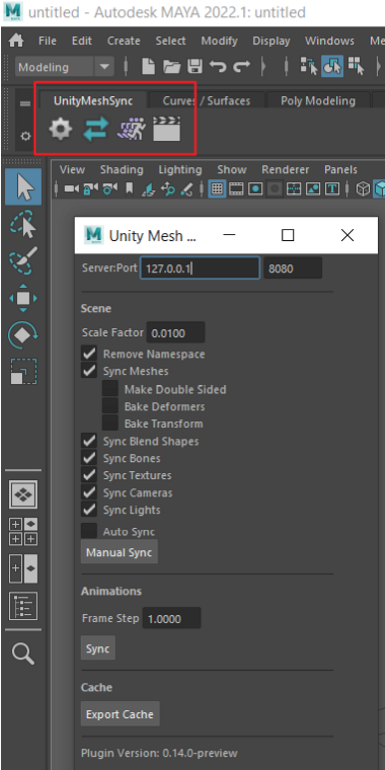 untitled - Autodesk MAYA 2022.1: untitled
File Edit Create Select Modify Display Windows Me
Modeling
UnityMeshSync Curves / Surfaces Poly Modeling
View Shading Lighting Show Renderer Panels
Unity Mesh ...
Server:Port 127.0.0.1 8080
Scene
Scale Factor 0.0100
Remove Namespace
Sync Meshes
Make Double Sided
Bake Deformers
Bake Transform
Sync Blend Shapes
Sync Bones
Sync Textures
Sync Cameras
Sync Lights
Auto Sync
Manual Sync
Animations
Frame Step 1.0000
Sync
Cache
Export Cache
Plugin Version: 0.14.0-preview